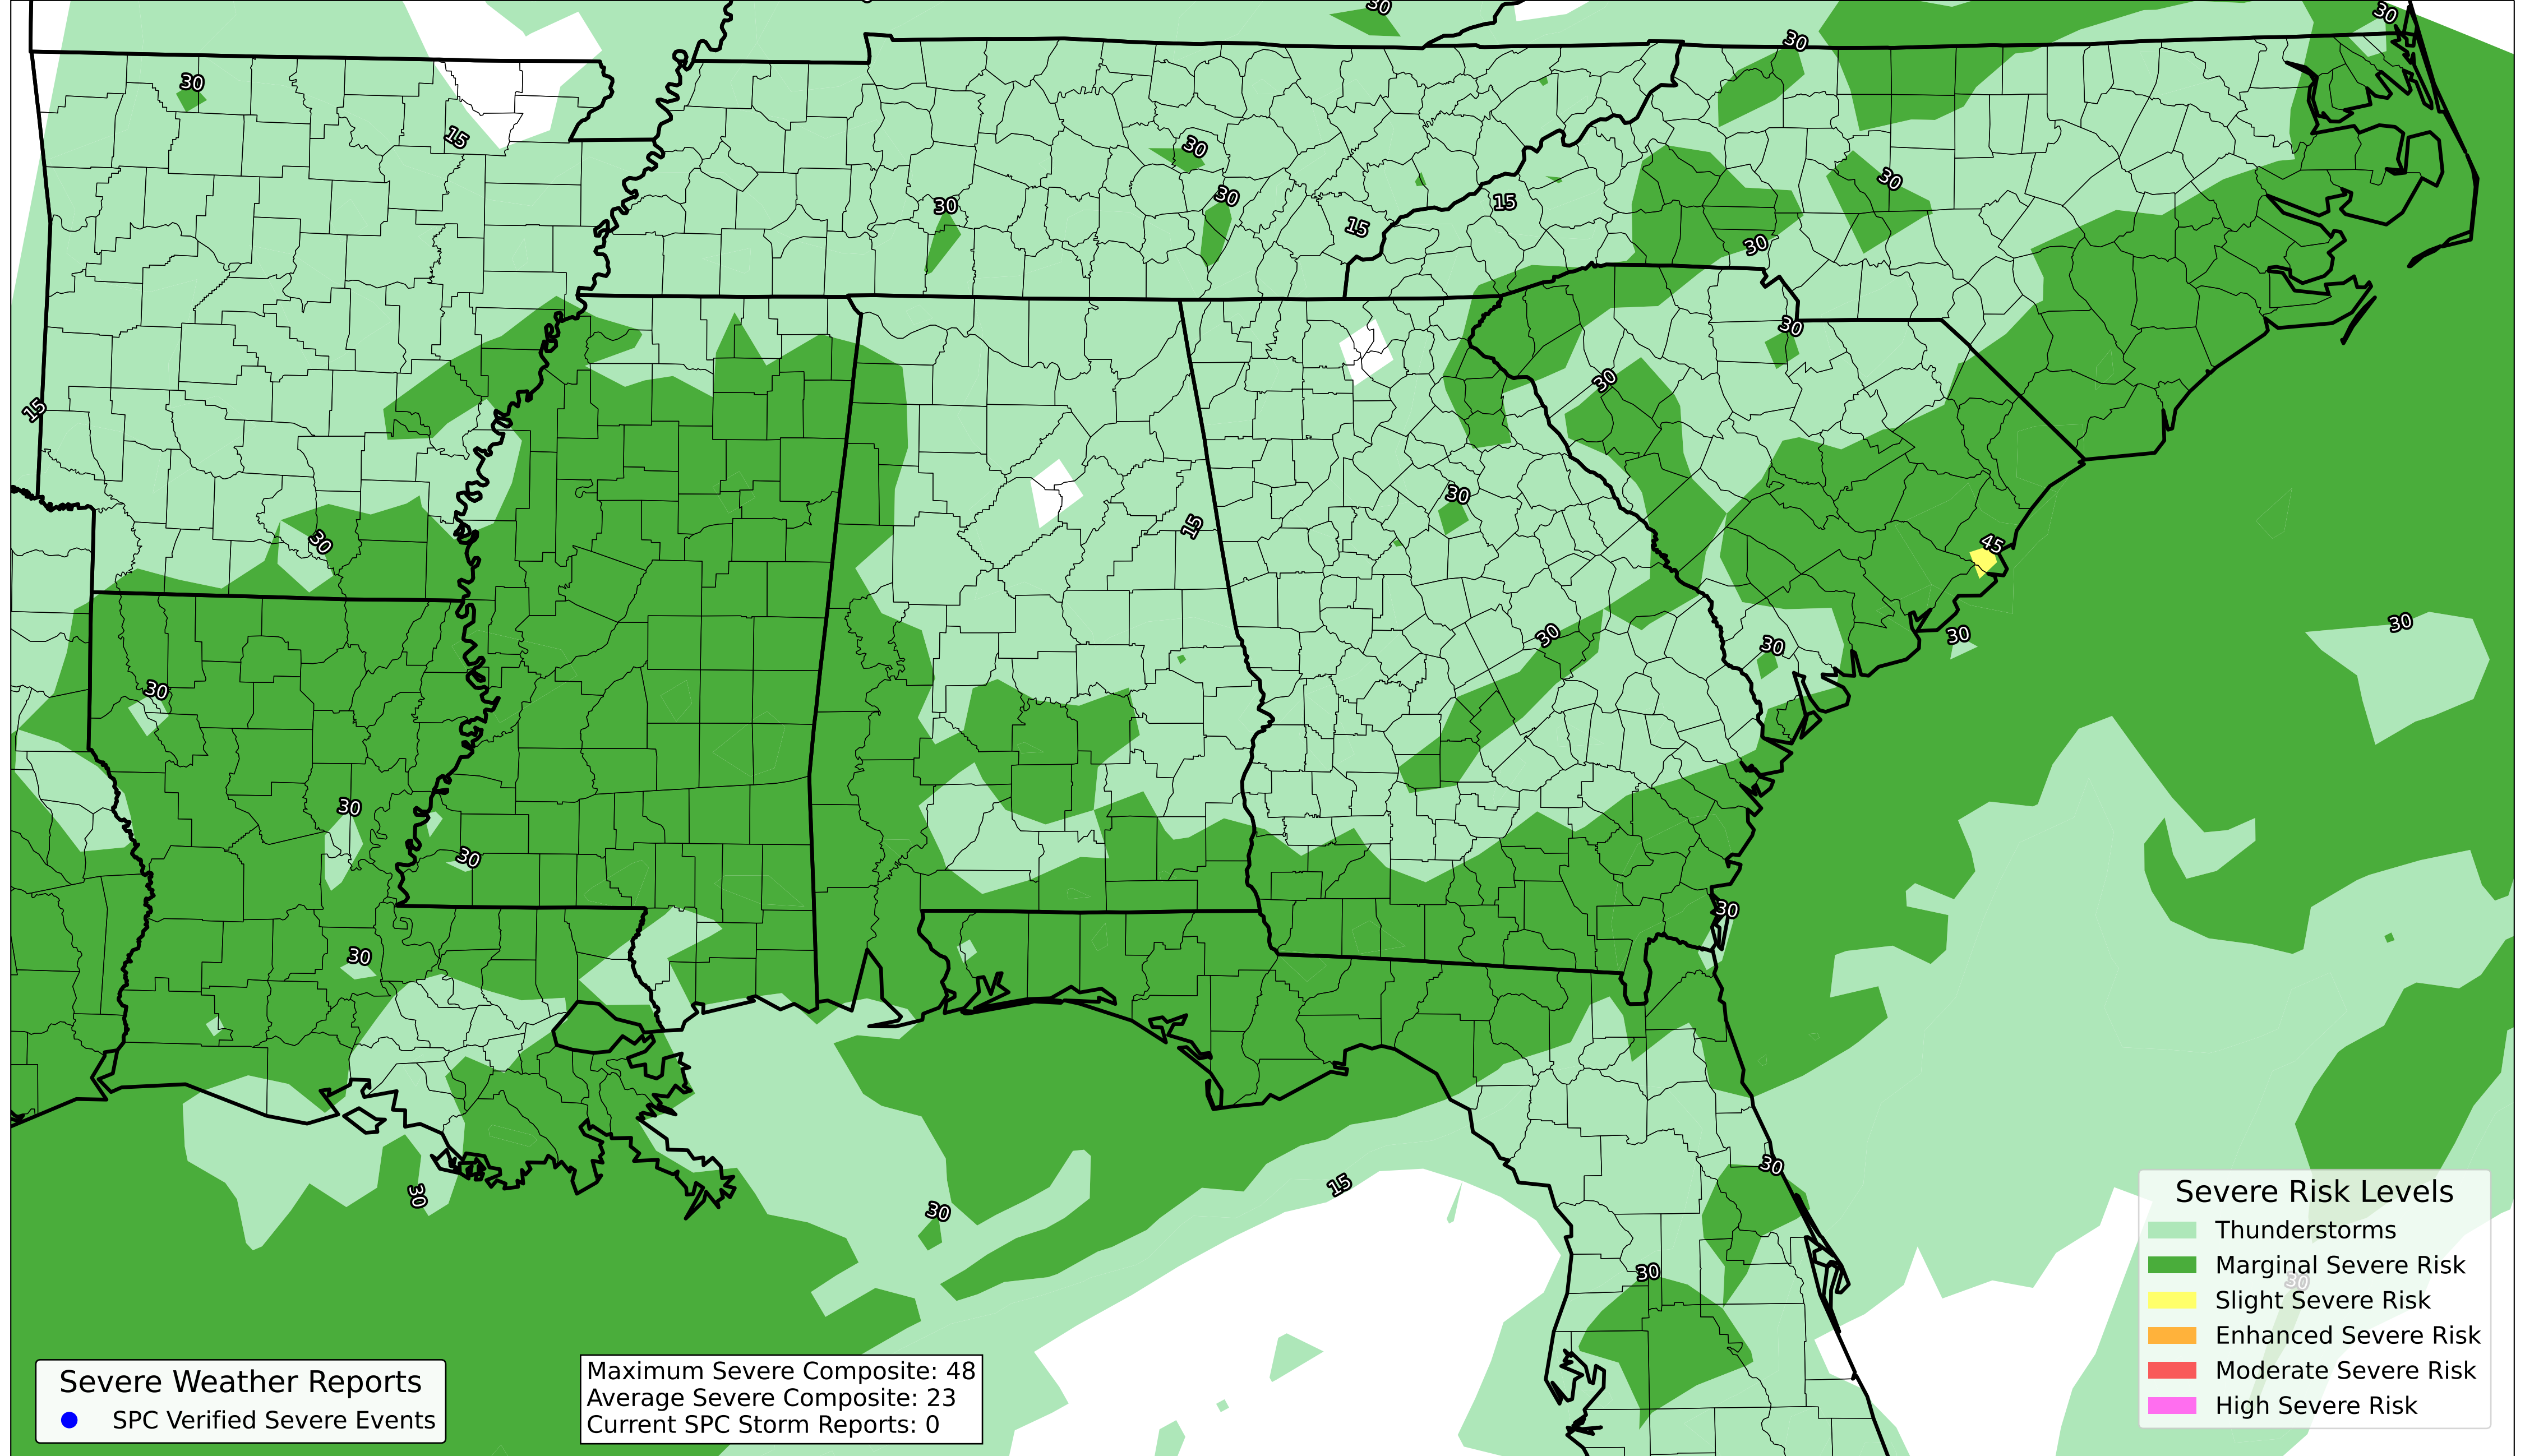 30
30
30
30
15
30
30
30
15
15
30
30
30
15
30
30
15
30
45
30
30
30
30
30
30
30
30
30
30
15
30
30
30
30
Severe Risk Levels
Thunderstorms
Marginal Severe Risk
Slight Severe Risk
Enhanced Severe Risk
Moderate Severe Risk
High Severe Risk
Severe Weather Reports
SPC Verified Severe Events
Maximum Severe Composite: 48
Average Severe Composite: 23
Current SPC Storm Reports: 0